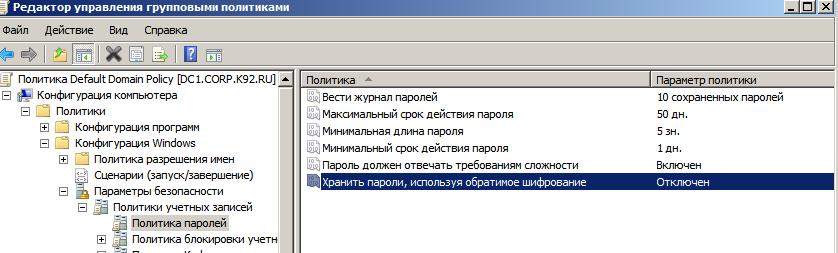 Редактор управления групповыми политиками
Файл Действие Вид Справка
Политика Default Domain Policy [DC1.CORP.K92.RU]
Конфигурация компьютера
Политики
Конфигурация программ
Конфигурация Windows
Политика разрешения имен
Сценарии (запуск/завершение)
Параметры безопасности
Политики учетных записей
Политика паролей
Политика блокировки учетн
Политика Параметр политики
Вести журнал паролей 10 сохраненных паролей
Максимальный срок действия пароля 50 дн.
Минимальная длина пароля 5 зн.
Минимальный срок действия пароля 1 дн.
Пароль должен отвечать требованиям сложности Включен
Хранить пароли, используя обратимое шифрование Отключен